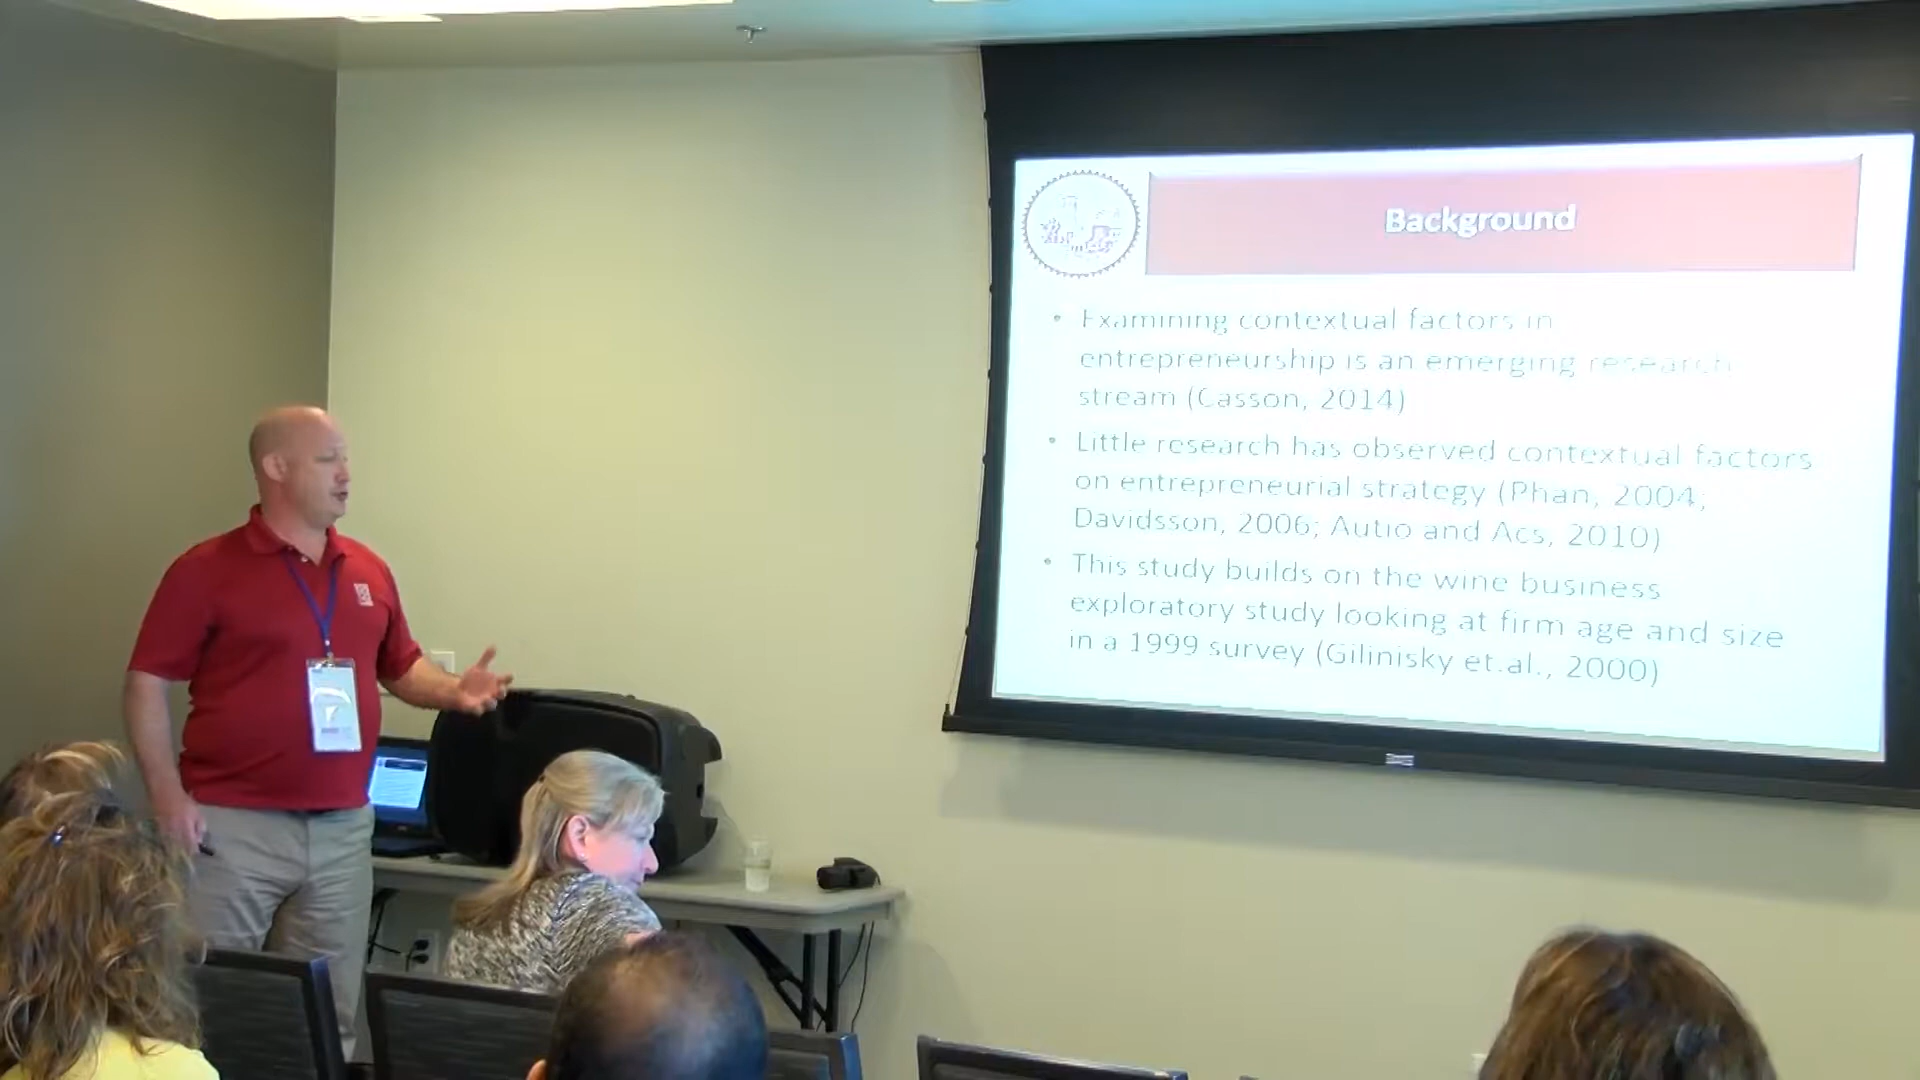 Background
• Examining contextual factors in
entrepreneurship is an emerging research
stream (Casson, 2014)
• Little research has observed contextual factors
on entrepreneurial strategy (Phan, 2004;
Davidsson, 2006; Autio and Acs, 2010)
• This study builds on the wine business
exploratory study looking at firm age and size
in a 1999 survey (Gilinisky et.al., 2000)